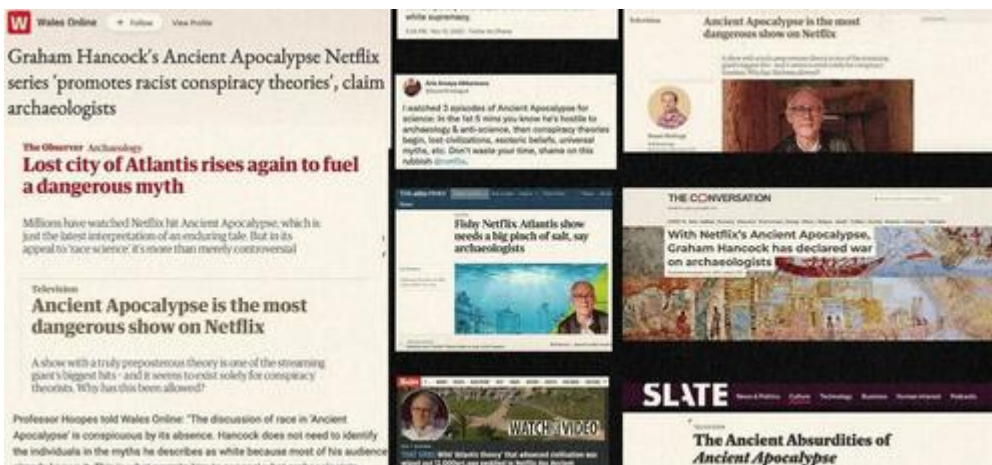 W Wales Online + Follow View Profile
Graham Hancock's Ancient Apocalypse Netflix
series 'promotes racist conspiracy theories', claim
archaeologists
The Observer Archaeology
Lost city of Atlantis rises again to fuel
a dangerous myth
Millions have watched Netflix hit Ancient Apocalypse, which is
just the latest interpretation of an enduring tale. But in its
appeal to 'race science' it's more than merely controversial
Television
Ancient Apocalypse is the most
dangerous show on Netflix
A show with a truly preposterous theory is one of the streaming
giant's biggest hits - and it seems to exist solely for conspiracy
theorists. Why has this been allowed?
Professor Hoopes told Wales Online: "The discussion of race in 'Ancient
Apocalypse' is conspicuous by its absence. Hancock does not need to identify
the individuals in the myths he describes as white because most of his audience
white supremacy.
I watched 3 episodes of Ancient Apocalypse for
science: In the 1st 5 mins you know he's hostile to
archaeology & anti-science, then conspiracy theories
begin, lost civilizations, esoteric beliefs, universal
myths, etc. Don't waste your time, shame on this
rubbish @netflix.
Fishy Netflix Atlantis show
needs a big pinch of salt, say
archaeologists
WATCH VIDEO
Television
Ancient Apocalypse is the most
dangerous show on Netflix
THE CONVERSATION
With Netflix's Ancient Apocalypse,
Graham Hancock has declared war
on archaeologists
SLATE News & Politics Culture Technology Business Human Interest Podcasts
The Ancient Absurdities of
Ancient Apocalypse